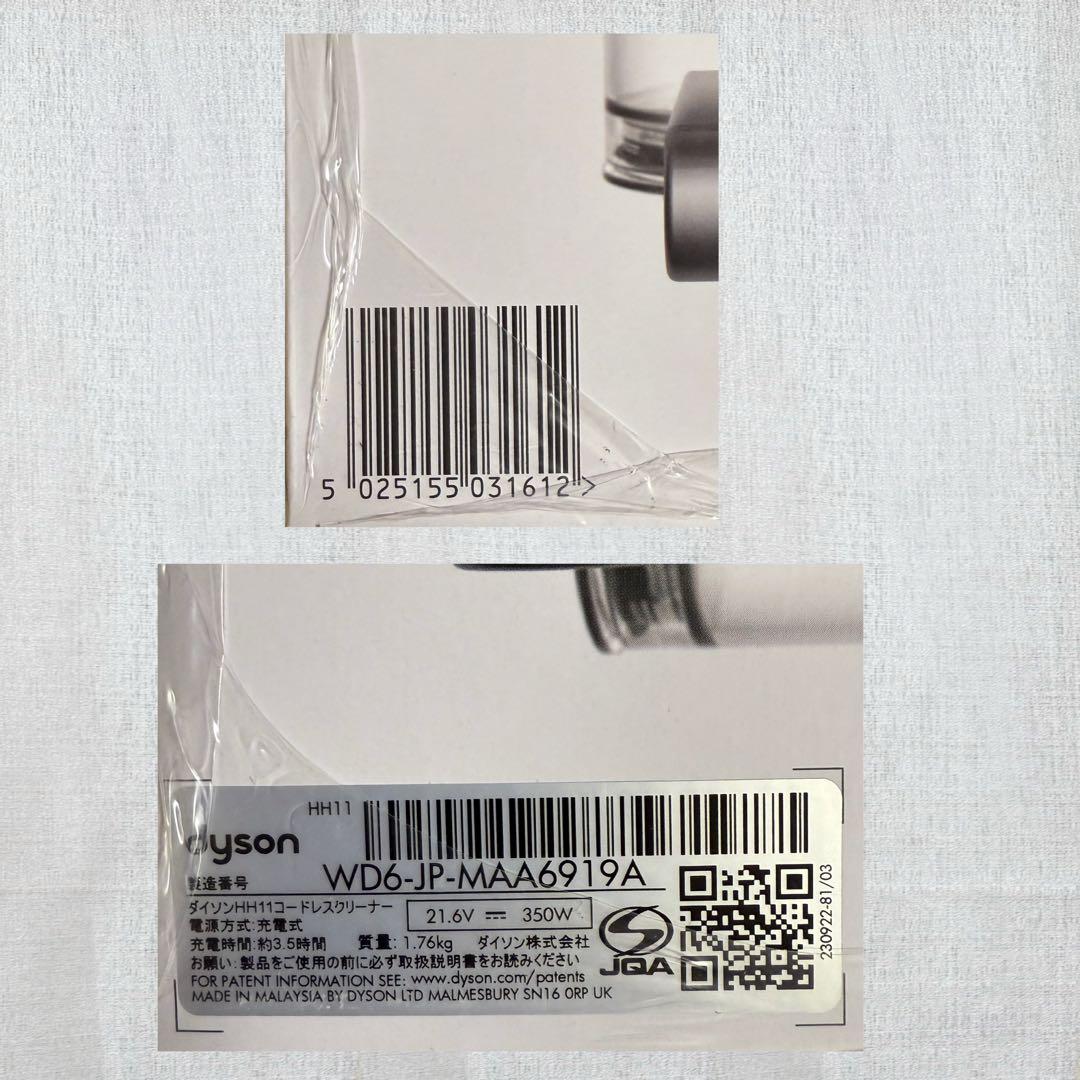 5 025155 031612 >
HH11
dyson
製造番号 WD6-JP-MAA6919A
ダイソンHH11コードレスクリーナー
21.6V ⎓ 350W
電源方式:充電式
充電時間:約3.5時間 質量:1.76kg ダイソン株式会社
お願い:製品をご使用の前に必ず取扱説明書をお読みください
FOR PATENT INFORMATION SEE: www.dyson.com/patents
MADE IN MALAYSIA BY DYSON LTD MALMESBURY SN16 0RP UK
JQA
230922-81/03